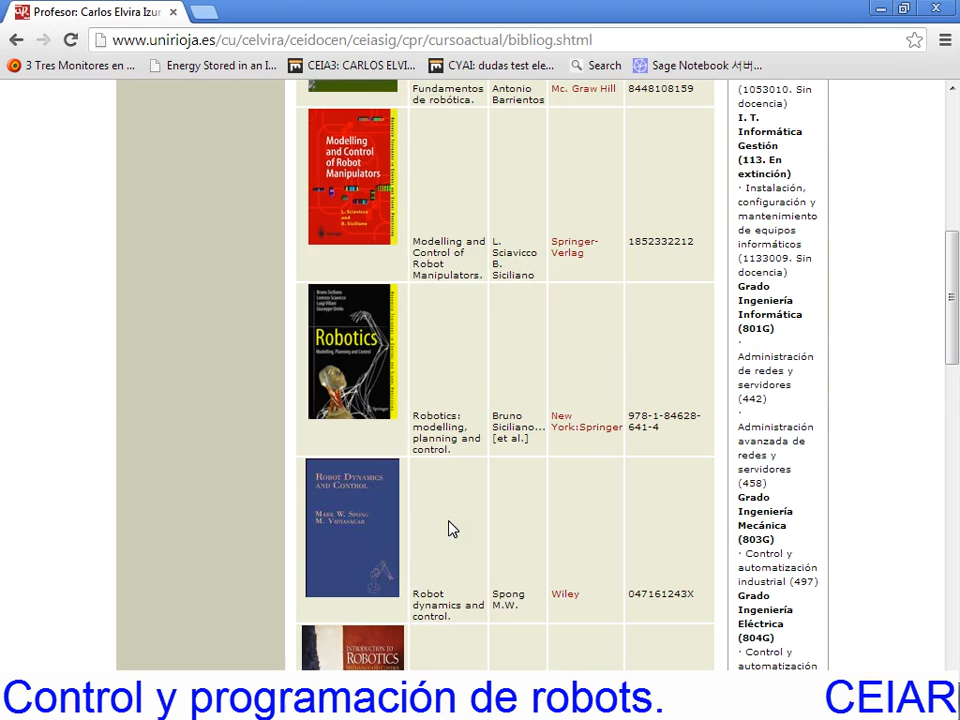 Profesor: Carlos Elvira Izur
www.unirioja.es/cu/celvira/ceidocen/ceiasig/cpr/cursoactual/bibliog.shtml
3 Tres Monitores en ...
Energy Stored in an I...
CEIA3: CARLOS ELVI...
CYAI: dudas test ele...
Search
Sage Notebook 서버...
Fundamentos
de robótica.
Antonio
Barrientos
Mc. Graw Hill
8448108159
Modelling
and Control
of Robot
Manipulators
L. Sciavicco
and
B. Siciliano
Modelling and
Control of
Robot
Manipulators.
L.
Sciavicco
B.
Siciliano
Springer-
Verlag
1852332212
Bruno Siciliano
Lorenzo Sciavicco
Luigi Villani
Giuseppe Oriolo
Robotics
Modelling, Planning and Control
Springer
Robotics:
modelling,
planning and
control.
Bruno
Siciliano...
[et al.]
New
York:Springer
978-1-84628-
641-4
Robot Dynamics
and Control
Mark W. Spong
M. Vidyasagar
Robot
dynamics and
control.
Spong
M.W.
Wiley
047161243X
INTRODUCTION TO
ROBOTICS
(1053010. Sin
docencia)
I. T.
Informática
Gestión
(113. En
extinción)
· Instalación,
configuración y
mantenimiento
de equipos
informáticos
(1133009. Sin
docencia)
Grado
Ingeniería
Informática
(801G)
·
Administración
de redes y
servidores
(442)
·
Administración
avanzada de
redes y
servidores
(458)
Grado
Ingeniería
Mecánica
(803G)
· Control y
automatización
industrial (497)
Grado
Ingeniería
Eléctrica
(804G)
· Control y
automatización
Control y programación de robots.
CEIAR